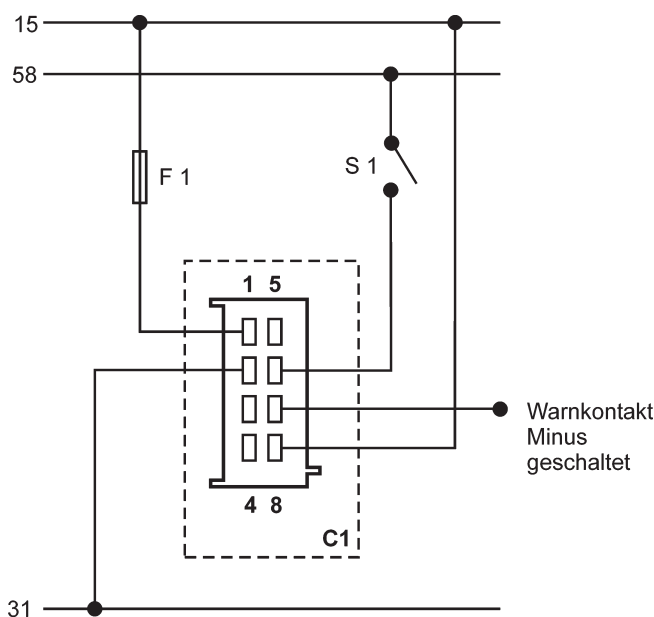 15
58
F 1
S 1
1 5
Warnkontakt
Minus
geschaltet
4 8
C1
31